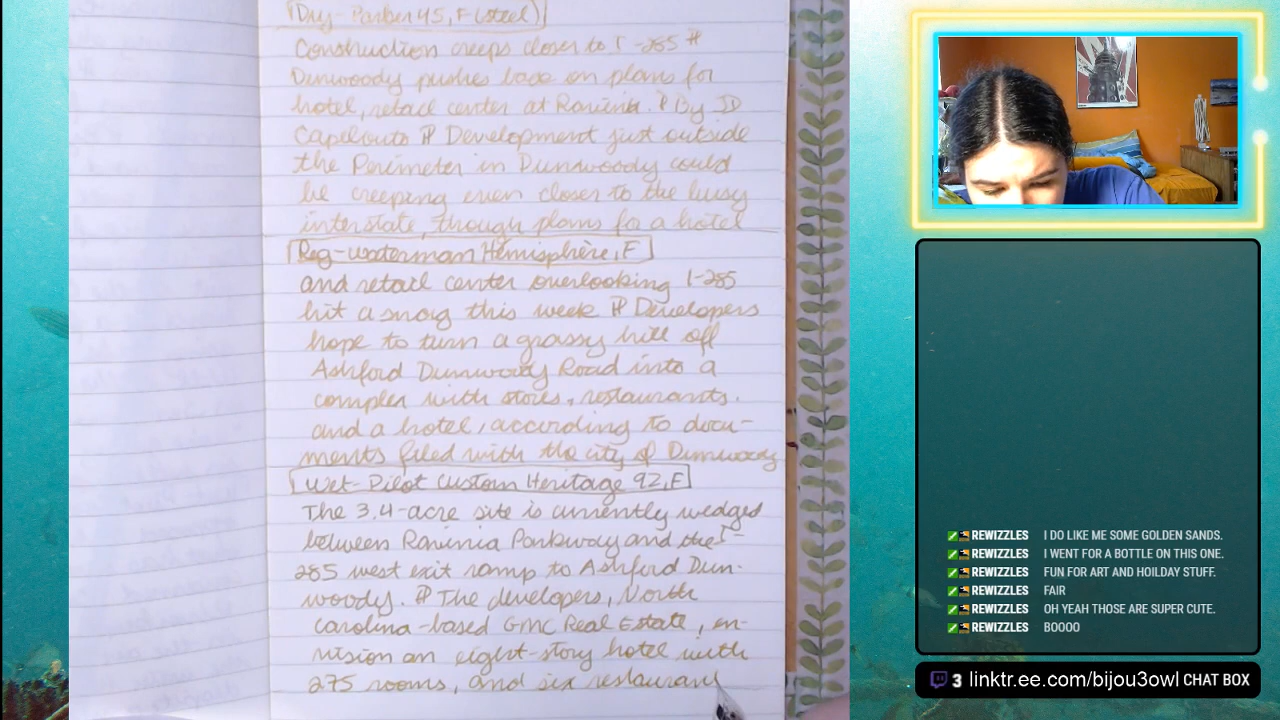 Dry-Parker 45, F (steel)
Construction creeps closer to I-285 #
Dunwoody pushes back on plans for
hotel, retail center at Ravinia. ¶ By JD
Capelouto ¶ Development just outside
the Perimeter in Dunwoody could
be creeping even closer to the busy
interstate, though plans fo a hotel
Reg-Waterman Hemisphère, F
and retail center overlooking I-285
hit a snag this week ¶ Developers
hope to turn a grassy hill off
Ashford Dunwoody Road into a
complex with stores, restaurants.
and a hotel, according to docu-
ments filed with the city of Dunwoody
Wet-Pilot Custom Heritage 92, F
The 3.4-acre site is currently wedged
between Ravinia Parkway and the I-
285 west exit ramp to Ashford Dun-
woody. ¶ The developers, North
Carolina-based GMC Real Estate, en-
vision an eight-story hotel with
275 rooms, and six restaurant
REWIZZLES I DO LIKE ME SOME GOLDEN SANDS.
REWIZZLES I WENT FOR A BOTTLE ON THIS ONE.
REWIZZLES FUN FOR ART AND HOILDAY STUFF.
REWIZZLES FAIR
REWIZZLES OH YEAH THOSE ARE SUPER CUTE.
REWIZZLES BOOOO
3 linktr.ee.com/bijou3owl CHAT BOX